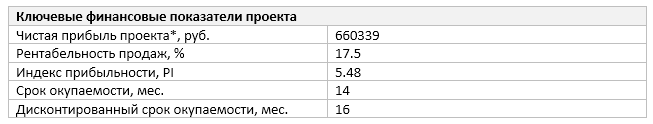 Ключевые финансовые показатели проекта
Чистая прибыль проекта*, руб. 660339
Рентабельность продаж, % 17.5
Индекс прибыльности, PI 5.48
Срок окупаемости, мес. 14
Дисконтированный срок окупаемости, мес. 16